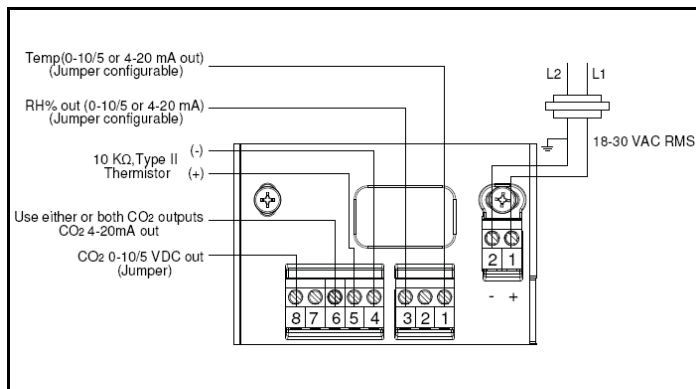 Temp(0-10/5 or 4-20 mA out)
(Jumper configurable)
RH% out (0-10/5 or 4-20 mA)
(Jumper configurable)
10 KΩ,Type II (-)
Thermistor (+)
Use either or both CO2 outputs
CO2 4-20mA out
CO2 0-10/5 VDC out
(Jumper)
L2 L1
18-30 VAC RMS
2 1
- +
8 7 6 5 4 3 2 1